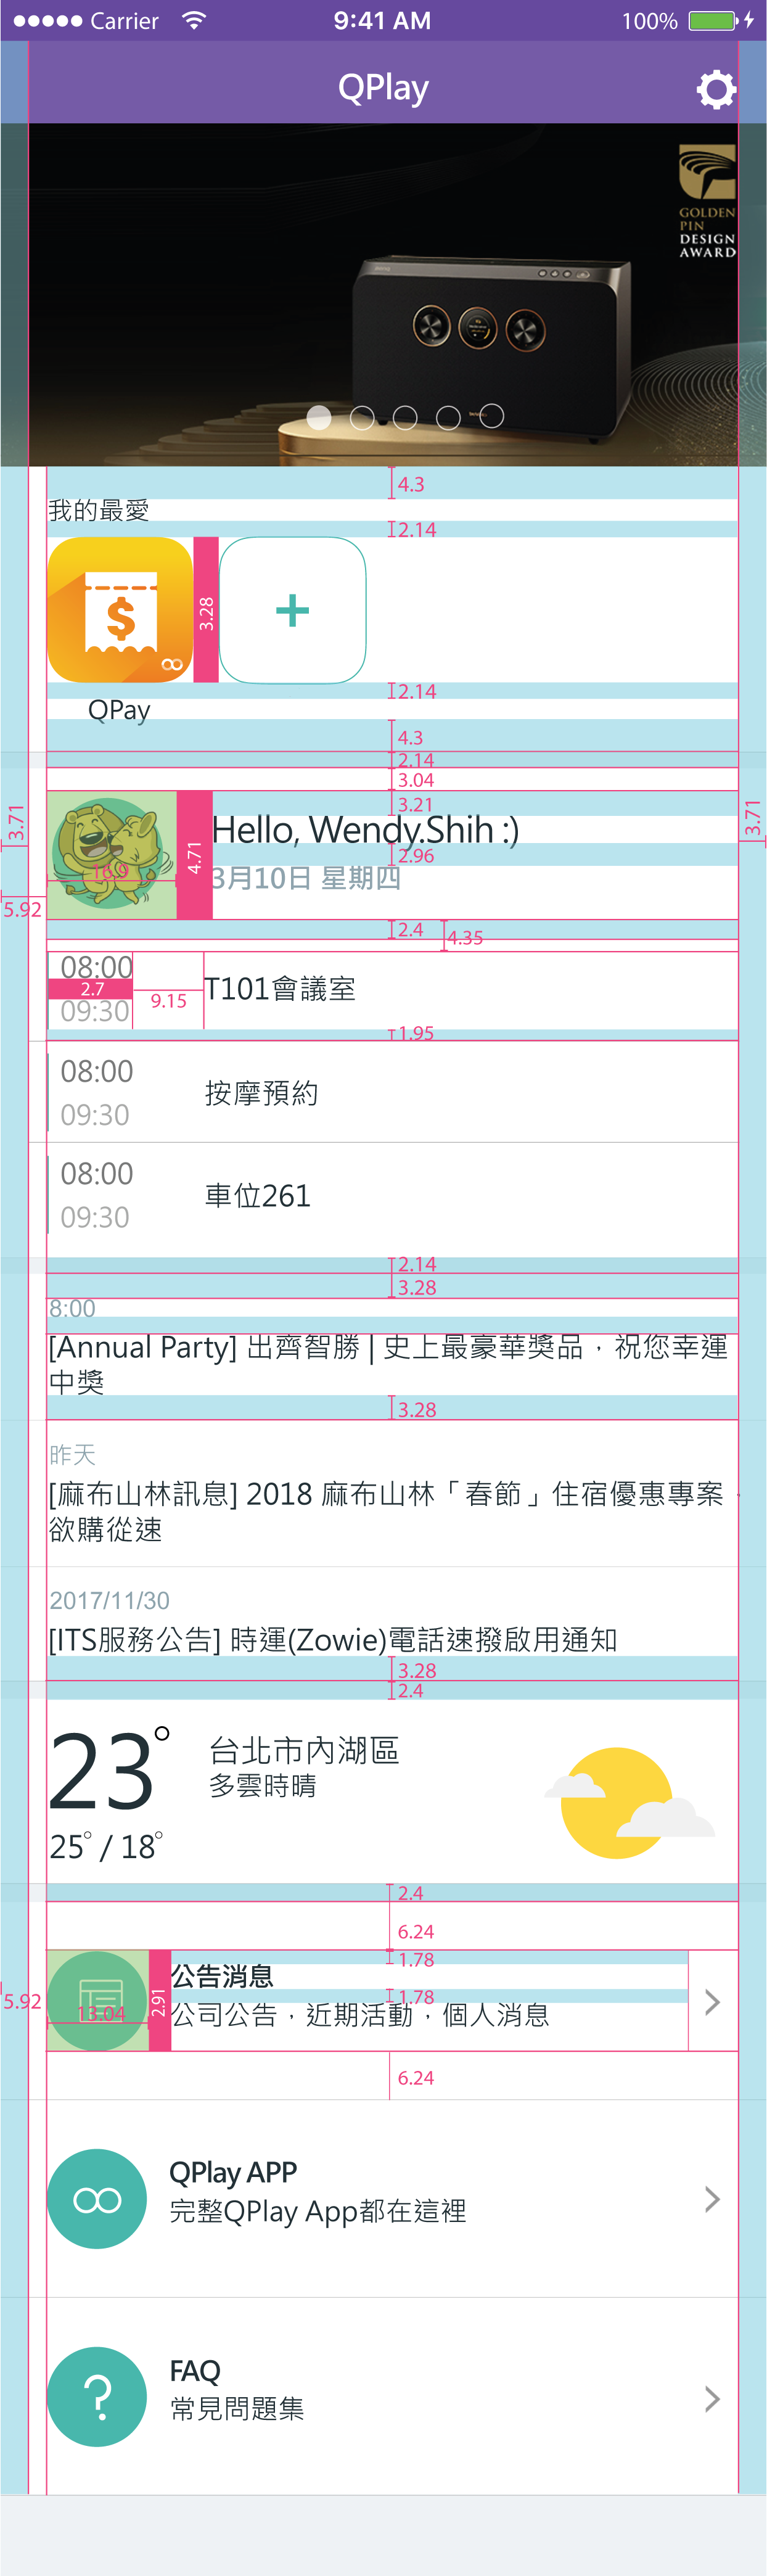 Carrier 9:41 AM 100%
QPlay
GOLDEN
PIN
DESIGN
AWARD
4.3
我的最愛
2.14
$
3.28
+
2.14
QPay
4.3
2.14
3.04
3.71
3.71
3.21
Hello, Wendy.Shih :)
4.71
2.96
16.9
3月10日 星期四
5.92
2.4
4.35
08:00
2.7
9.15
T101會議室
09:30
1.95
08:00
按摩預約
09:30
08:00
車位261
09:30
2.14
3.28
8:00
[Annual Party] 出齊智勝 | 史上最豪華獎品，祝您幸運
中獎
3.28
昨天
[麻布山林訊息] 2018 麻布山林「春節」住宿優惠專案，
欲購從速
2017/11/30
[ITS服務公告] 時運(Zowie)電話速撥啟用通知
3.28
2.4
23°
台北市內湖區
多雲時晴
25° / 18°
2.4
6.24
1.78
公告消息
5.92
2.91
1.78
13.04
公司公告，近期活動，個人消息
6.24
QPlay APP
完整QPlay App都在這裡
?
FAQ
常見問題集